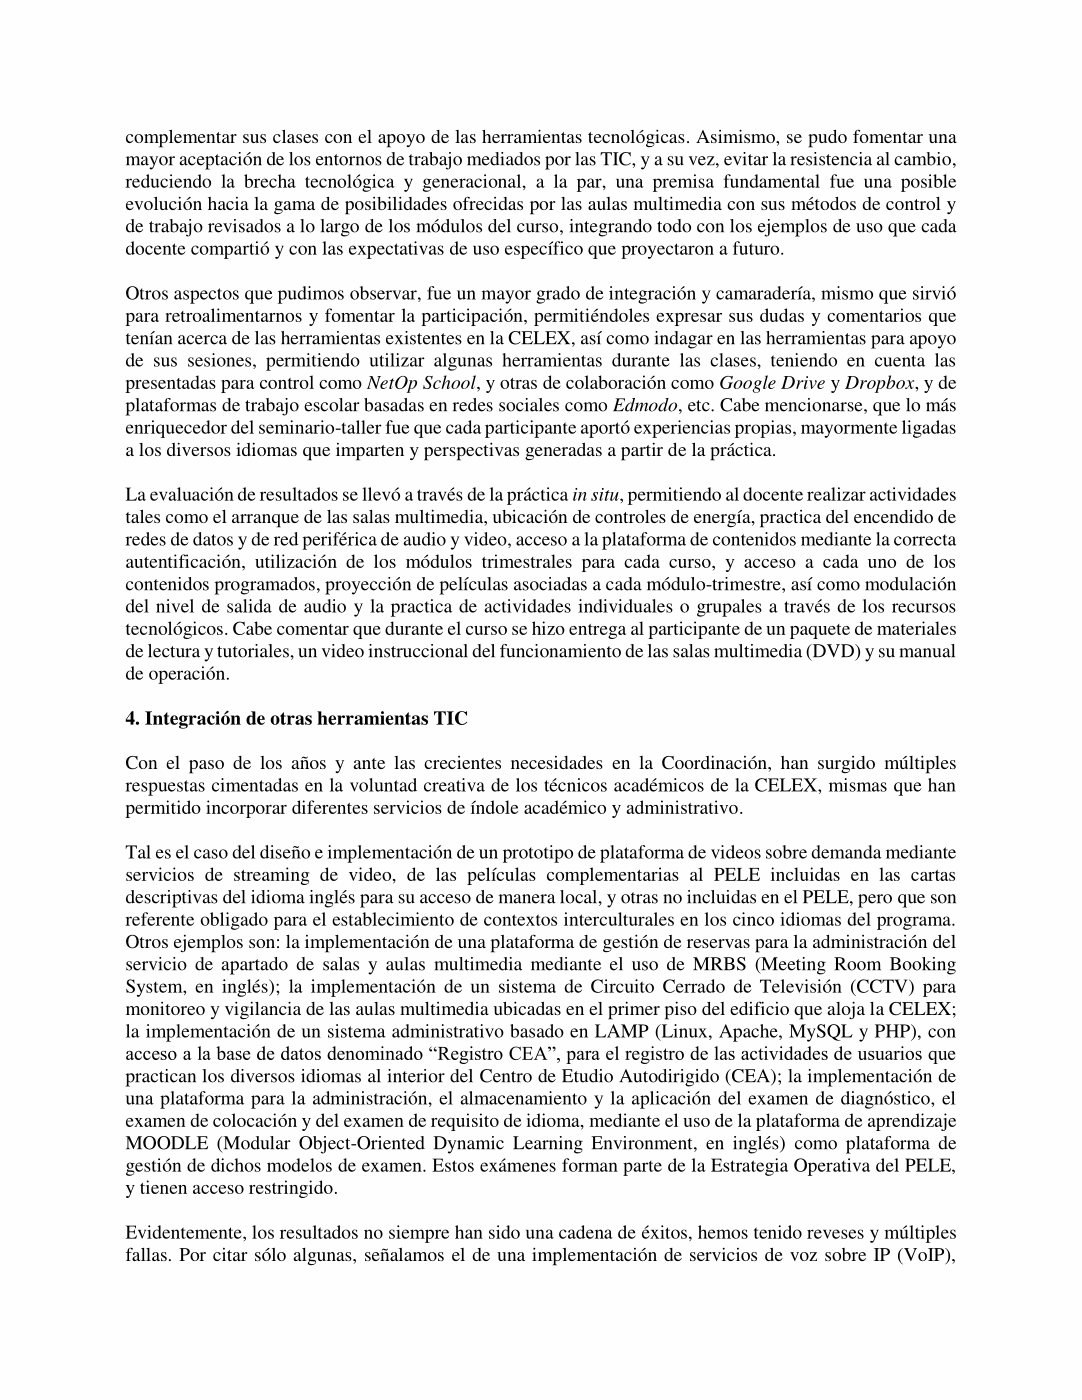 complementar sus clases con el apoyo de las herramientas tecnológicas. Asimismo, se pudo fomentar una
mayor aceptación de los entornos de trabajo mediados por las TIC, y a su vez, evitar la resistencia al cambio,
reduciendo la brecha tecnológica y generacional, a la par, una premisa fundamental fue una posible
evolución hacia la gama de posibilidades ofrecidas por las aulas multimedia con sus métodos de control y
de trabajo revisados a lo largo de los módulos del curso, integrando todo con los ejemplos de uso que cada
docente compartió y con las expectativas de uso específico que proyectaron a futuro.
Otros aspectos que pudimos observar, fue un mayor grado de integración y camaradería, mismo que sirvió
para retroalimentarnos y fomentar la participación, permitiéndoles expresar sus dudas y comentarios que
tenían acerca de las herramientas existentes en la CELEX, así como indagar en las herramientas para apoyo
de sus sesiones, permitiendo utilizar algunas herramientas durante las clases, teniendo en cuenta las
presentadas para control como NetOp School, y otras de colaboración como Google Drive y Dropbox, y de
plataformas de trabajo escolar basadas en redes sociales como Edmodo, etc. Cabe mencionarse, que lo más
enriquecedor del seminario-taller fue que cada participante aportó experiencias propias, mayormente ligadas
a los diversos idiomas que imparten y perspectivas generadas a partir de la práctica.
La evaluación de resultados se llevó a través de la práctica in situ, permitiendo al docente realizar actividades
tales como el arranque de las salas multimedia, ubicación de controles de energía, practica del encendido de
redes de datos y de red periférica de audio y video, acceso a la plataforma de contenidos mediante la correcta
autentificación, utilización de los módulos trimestrales para cada curso, y acceso a cada uno de los
contenidos programados, proyección de películas asociadas a cada módulo-trimestre, así como modulación
del nivel de salida de audio y la practica de actividades individuales o grupales a través de los recursos
tecnológicos. Cabe comentar que durante el curso se hizo entrega al participante de un paquete de materiales
de lectura y tutoriales, un video instruccional del funcionamiento de las salas multimedia (DVD) y su manual
de operación.
4. Integración de otras herramientas TIC
Con el paso de los años y ante las crecientes necesidades en la Coordinación, han surgido múltiples
respuestas cimentadas en la voluntad creativa de los técnicos académicos de la CELEX, mismas que han
permitido incorporar diferentes servicios de índole académico y administrativo.
Tal es el caso del diseño e implementación de un prototipo de plataforma de videos sobre demanda mediante
servicios de streaming de video, de las películas complementarias al PELE incluidas en las cartas
descriptivas del idioma inglés para su acceso de manera local, y otras no incluidas en el PELE, pero que son
referente obligado para el establecimiento de contextos interculturales en los cinco idiomas del programa.
Otros ejemplos son: la implementación de una plataforma de gestión de reservas para la administración del
servicio de apartado de salas y aulas multimedia mediante el uso de MRBS (Meeting Room Booking
System, en inglés); la implementación de un sistema de Circuito Cerrado de Televisión (CCTV) para
monitoreo y vigilancia de las aulas multimedia ubicadas en el primer piso del edificio que aloja la CELEX;
la implementación de un sistema administrativo basado en LAMP (Linux, Apache, MySQL y PHP), con
acceso a la base de datos denominado “Registro CEA”, para el registro de las actividades de usuarios que
practican los diversos idiomas al interior del Centro de Etudio Autodirigido (CEA); la implementación de
una plataforma para la administración, el almacenamiento y la aplicación del examen de diagnóstico, el
examen de colocación y del examen de requisito de idioma, mediante el uso de la plataforma de aprendizaje
MOODLE (Modular Object-Oriented Dynamic Learning Environment, en inglés) como plataforma de
gestión de dichos modelos de examen. Estos exámenes forman parte de la Estrategia Operativa del PELE,
y tienen acceso restringido.
Evidentemente, los resultados no siempre han sido una cadena de éxitos, hemos tenido reveses y múltiples
fallas. Por citar sólo algunas, señalamos el de una implementación de servicios de voz sobre IP (VoIP),